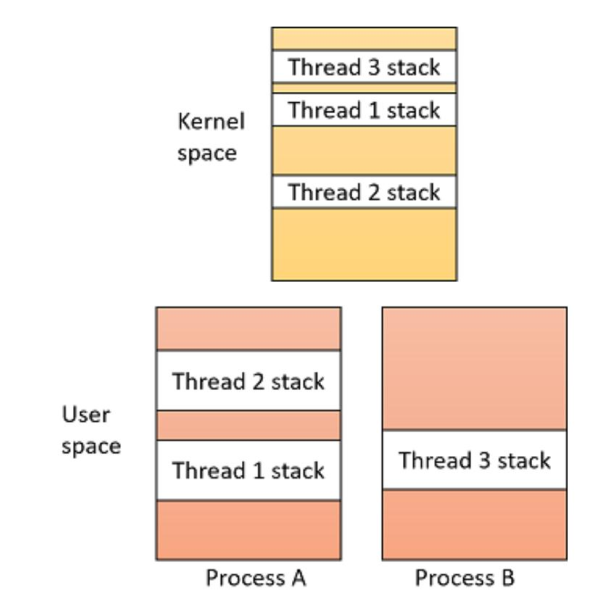 Thread 3 stack
Kernel
space
Thread 1 stack
Thread 2 stack
User
space
Thread 2 stack
Thread 1 stack
Thread 3 stack
Process A
Process B